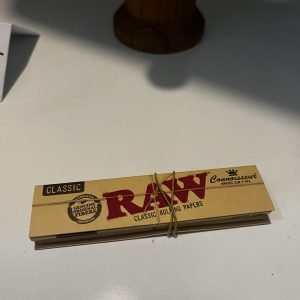 CLASSIC
RAW
CLASSIC ROLLING PAPERS
Connoisseur